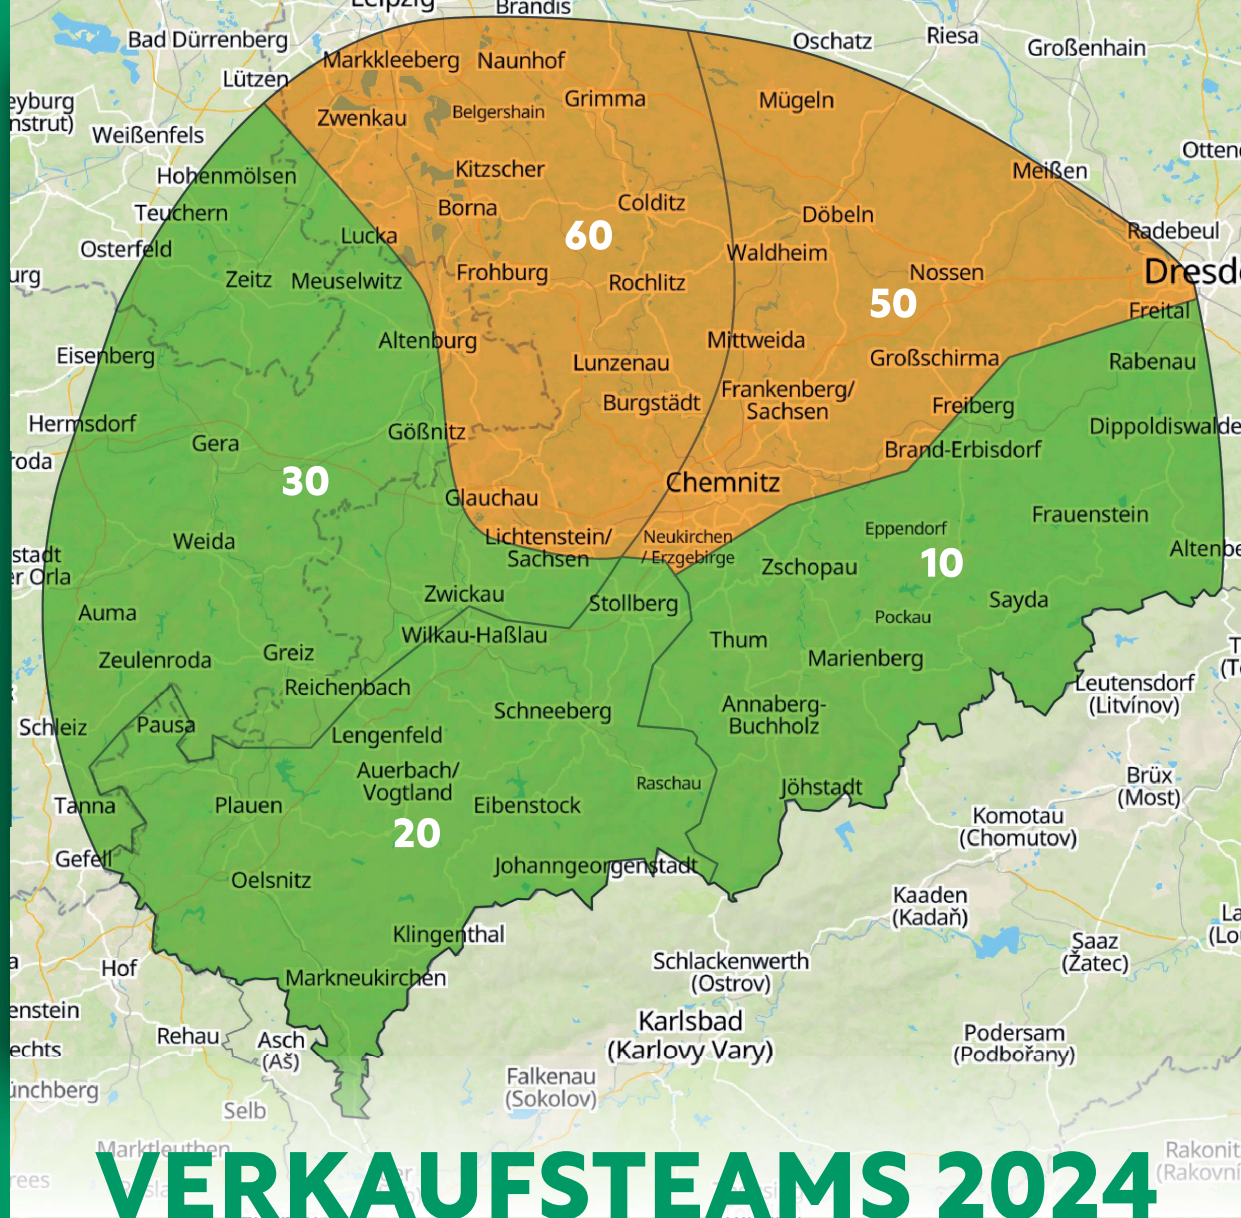 Leipzig
Brandis
Bad Dürrenberg
Oschatz
Riesa
Großenhain
Markkleeberg
Naunhof
Lützen
Grimma
Mügeln
eyburg
nstrut)
Zwenkau
Belgershain
Weißenfels
Otten
Hohenmölsen
Kitzscher
Meißen
Teuchern
Borna
Colditz
Döbeln
Osterfeld
Lucka
60
Waldheim
Radebeul
urg
Zeitz
Meuselwitz
Frohburg
Rochlitz
Nossen
Dresd
50
Freital
Altenburg
Mittweida
Eisenberg
Lunzenau
Großschirma
Rabenau
Burgstädt
Frankenberg/
Sachsen
Freiberg
Hermsdorf
Gößnitz
Dippoldiswalde
Gera
Brand-Erbisdorf
roda
30
Glauchau
Chemnitz
Frauenstein
Weida
Lichtenstein/
Sachsen
Neukirchen
/ Erzgebirge
Eppendorf
Altenbe
stadt
er Orla
Zschopau
10
Zwickau
Stollberg
Sayda
Auma
Pockau
Wilkau-Haßlau
Thum
Zeulenroda
Greiz
Marienberg
Reichenbach
Leutensdorf
(Litvínov)
Schleiz
Pausa
Schneeberg
Annaberg-
Buchholz
Lengenfeld
Auerbach/
Vogtland
Raschau
Jöhstadt
Brüx
(Most)
Tanna
Plauen
Eibenstock
Komotau
(Chomutov)
20
Gefell
Johanngeorgenstadt
Oelsnitz
Kaaden
(Kadaň)
Klingenthal
Saaz
(Žatec)
La
(Lou
Hof
Markneukirchen
Schlackenwerth
(Ostrov)
enstein
Karlsbad
(Karlovy Vary)
Rehau
Asch
(Aš)
Podersam
(Podbořany)
echts
ünchberg
Falkenau
(Sokolov)
Selb
Marktleuthen
Rakonit
(Rakovní
rees
VERKAUFSTEAMS 2024